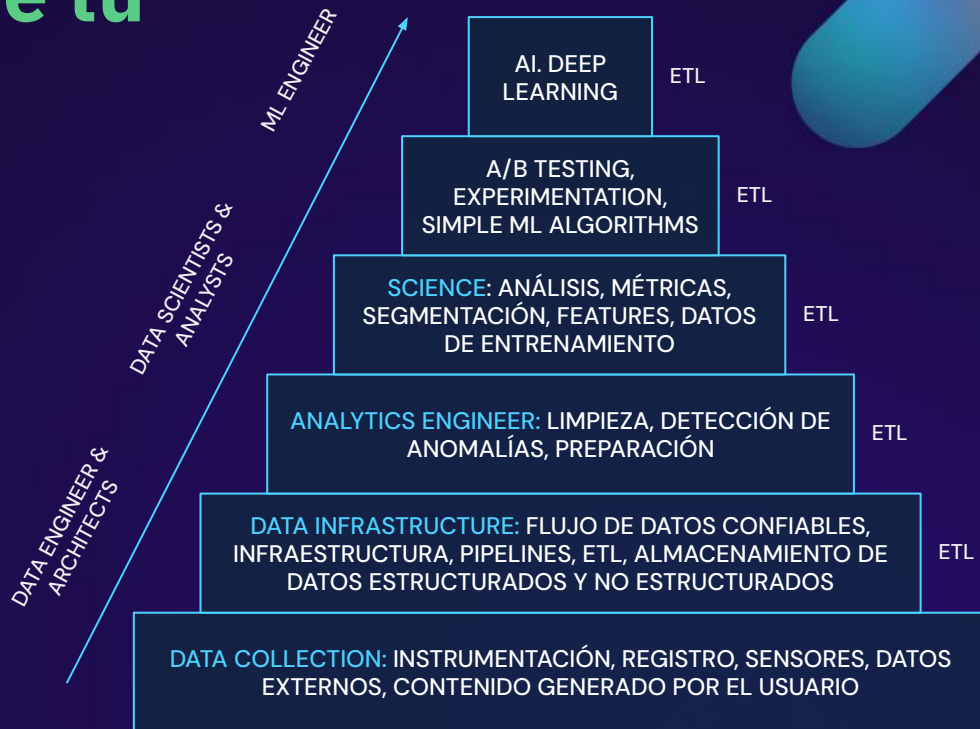 e tu
ML ENGINEER
DATA SCIENTISTS &
ANALYSTS
DATA ENGINEER &
ARCHITECTS
AI. DEEP
LEARNING
ETL
A/B TESTING,
EXPERIMENTATION,
SIMPLE ML ALGORITHMS
ETL
SCIENCE: ANÁLISIS, MÉTRICAS,
SEGMENTACIÓN, FEATURES, DATOS
DE ENTRENAMIENTO
ETL
ANALYTICS ENGINEER: LIMPIEZA, DETECCIÓN DE
ANOMALÍAS, PREPARACIÓN
ETL
DATA INFRASTRUCTURE: FLUJO DE DATOS CONFIABLES,
INFRAESTRUCTURA, PIPELINES, ETL, ALMACENAMIENTO DE
DATOS ESTRUCTURADOS Y NO ESTRUCTURADOS
ETL
DATA COLLECTION: INSTRUMENTACIÓN, REGISTRO, SENSORES, DATOS
EXTERNOS, CONTENIDO GENERADO POR EL USUARIO